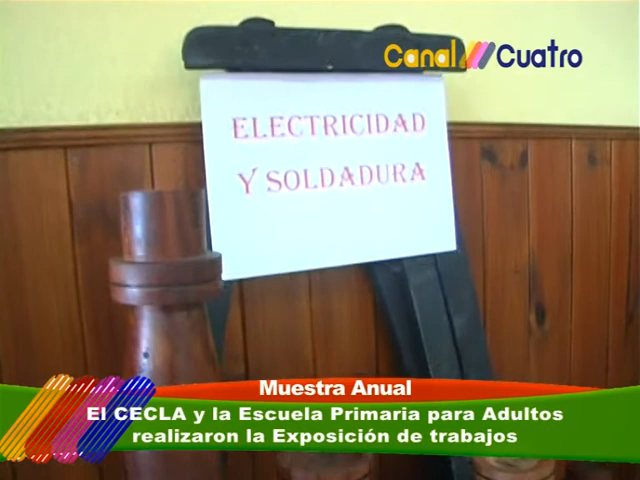 Canal Cuatro
ELECTRICIDAD
Y SOLDADURA
Muestra Anual
El CECLA y la Escuela Primaria para Adultos
realizaron la Exposición de trabajos